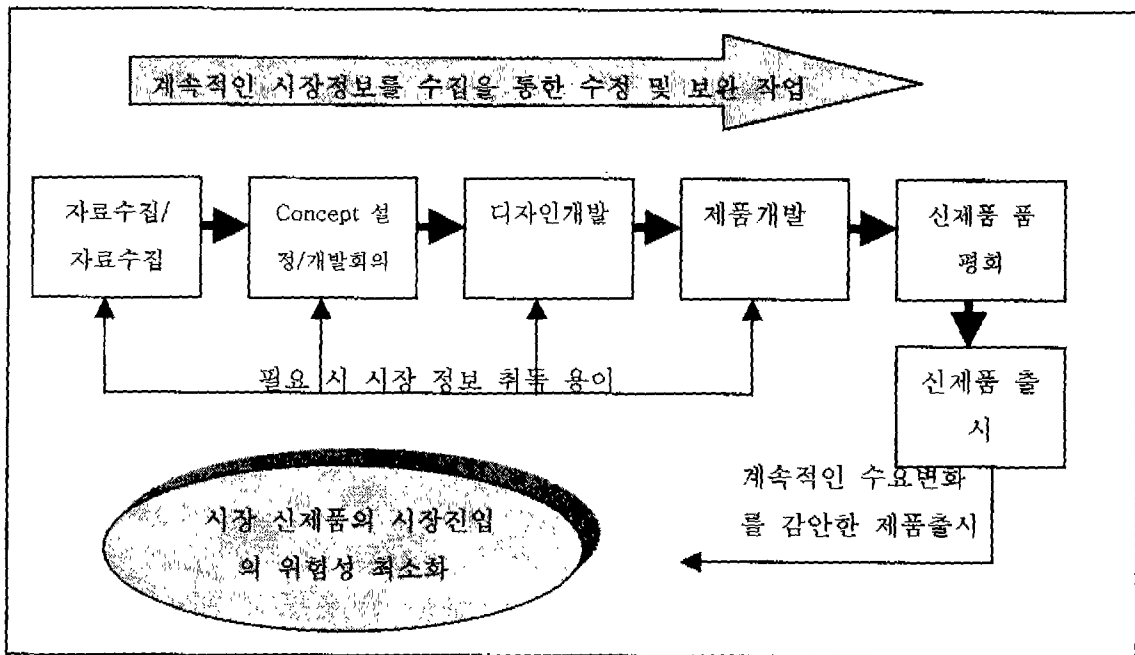 계속적인 시장정보를 수집을 통한 수정 및 보완 작업
자료수집/
자료수집
Concept 설
정/개발회의
디자인개발
제품개발
신제품 품
평회
필요 시 시장 정보 취득 용이
신제품 출
시
계속적인 수요변화
를 감안한 제품출시
시장 신제품의 시장진입
의 위험성 최소화